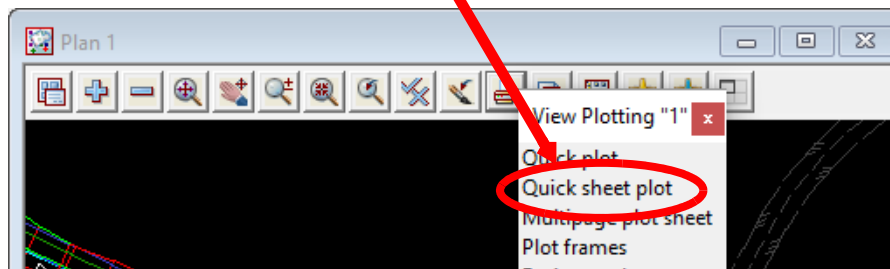 Plan 1
View Plotting "1" x
Quick plot
Quick sheet plot
Multipage plot sheet
Plot frames